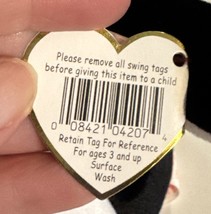 Please remove all swing tags
before giving this item to a child
0 08421 04207 4
Retain Tag For Reference
For ages 3 and up
Surface
Wash